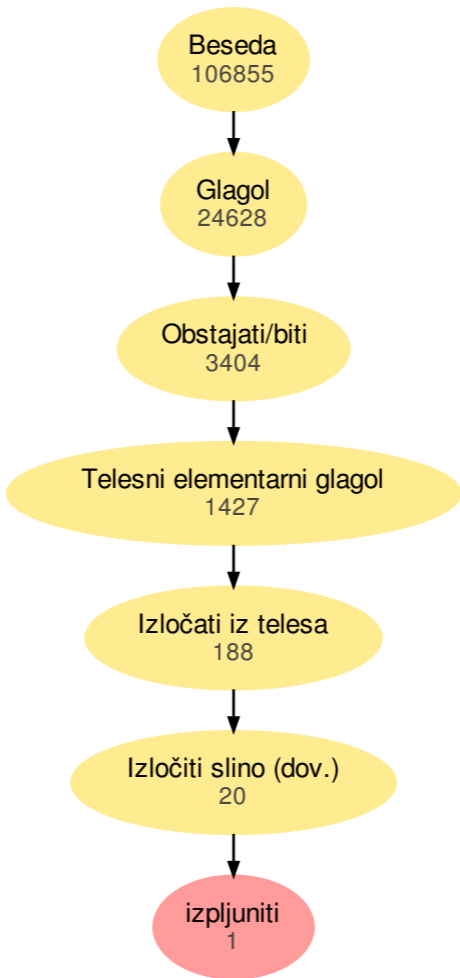 Beseda
106855
Glagol
24628
Obstajati/biti
3404
Telesni elementarni glagol
1427
Izločati iz telesa
188
Izločiti slino (dov.)
20
izpljuniti
1